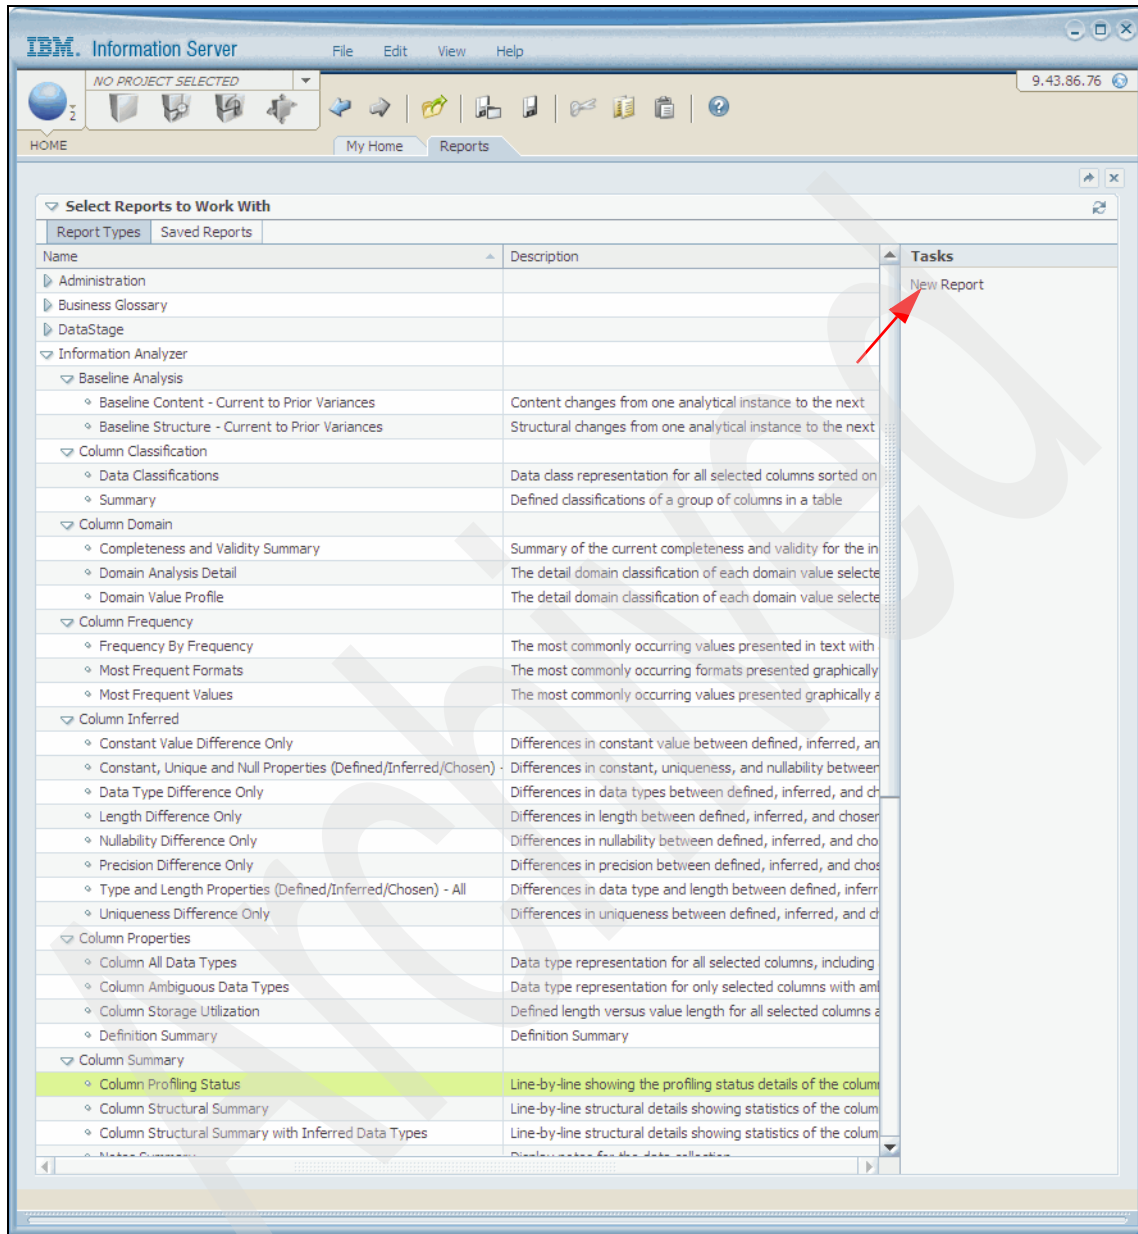 IBM. Information Server File Edit View Help
NO PROJECT SELECTED
9.43.86.76
2
HOME
My Home Reports
Select Reports to Work With
Report Types Saved Reports
Name Description Tasks
Administration New Report
Business Glossary
DataStage
Information Analyzer
Baseline Analysis
Baseline Content - Current to Prior Variances Content changes from one analytical instance to the next
Baseline Structure - Current to Prior Variances Structural changes from one analytical instance to the next
Column Classification
Data Classifications Data class representation for all selected columns sorted on
Summary Defined classifications of a group of columns in a table
Column Domain
Completeness and Validity Summary Summary of the current completeness and validity for the in
Domain Analysis Detail The detail domain classification of each domain value selecte
Domain Value Profile The detail domain classification of each domain value selecte
Column Frequency
Frequency By Frequency The most commonly occurring values presented in text with
Most Frequent Formats The most commonly occurring formats presented graphically
Most Frequent Values The most commonly occurring values presented graphically a
Column Inferred
Constant Value Difference Only Differences in constant value between defined, inferred, an
Constant, Unique and Null Properties (Defined/Inferred/Chosen) - Differences in constant, uniqueness, and nullability between
Data Type Difference Only Differences in data types between defined, inferred, and ch
Length Difference Only Differences in length between defined, inferred, and chosen
Nullability Difference Only Differences in nullability between defined, inferred, and cho
Precision Difference Only Differences in precision between defined, inferred, and chos
Type and Length Properties (Defined/Inferred/Chosen) - All Differences in data type and length between defined, inferr
Uniqueness Difference Only Differences in uniqueness between defined, inferred, and ch
Column Properties
Column All Data Types Data type representation for all selected columns, including
Column Ambiguous Data Types Data type representation for only selected columns with aml
Column Storage Utilization Defined length versus value length for all selected columns a
Definition Summary Definition Summary
Column Summary
Column Profiling Status Line-by-line showing the profiling status details of the colum
Column Structural Summary Line-by-line structural details showing statistics of the colum
Column Structural Summary with Inferred Data Types Line-by-line structural details showing statistics of the colum
Notes Summary Display notes for the data collection
Archived